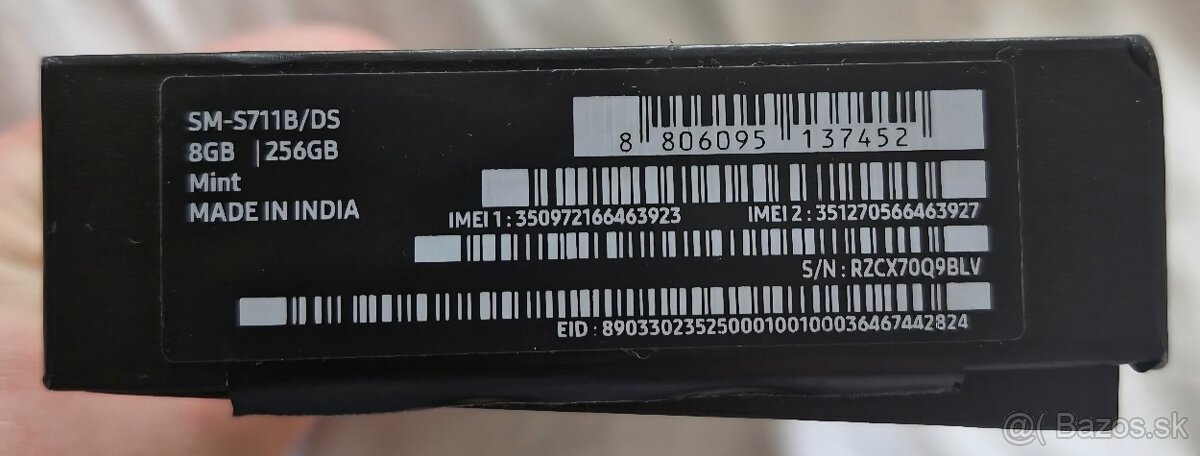 SM-S711B/DS
8GB | 256GB
Mint
MADE IN INDIA
8 806095 137452
IMEI 1 : 350972166463923 IMEI 2 : 351270566463927
S/N : RZCX70Q9BLV
EID : 89033023525000100100036467442824
@( Bazos.sk